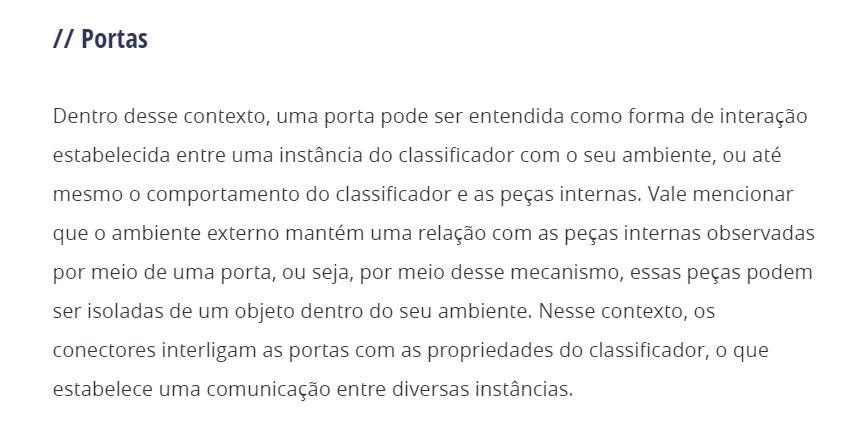 // Portas
Dentro desse contexto, uma porta pode ser entendida como forma de interação
estabelecida entre uma instância do classificador com o seu ambiente, ou até
mesmo o comportamento do classificador e as peças internas. Vale mencionar
que o ambiente externo mantém uma relação com as peças internas observadas
por meio de uma porta, ou seja, por meio desse mecanismo, essas peças podem
ser isoladas de um objeto dentro do seu ambiente. Nesse contexto, os
conectores interligam as portas com as propriedades do classificador, o que
estabelece uma comunicação entre diversas instâncias.